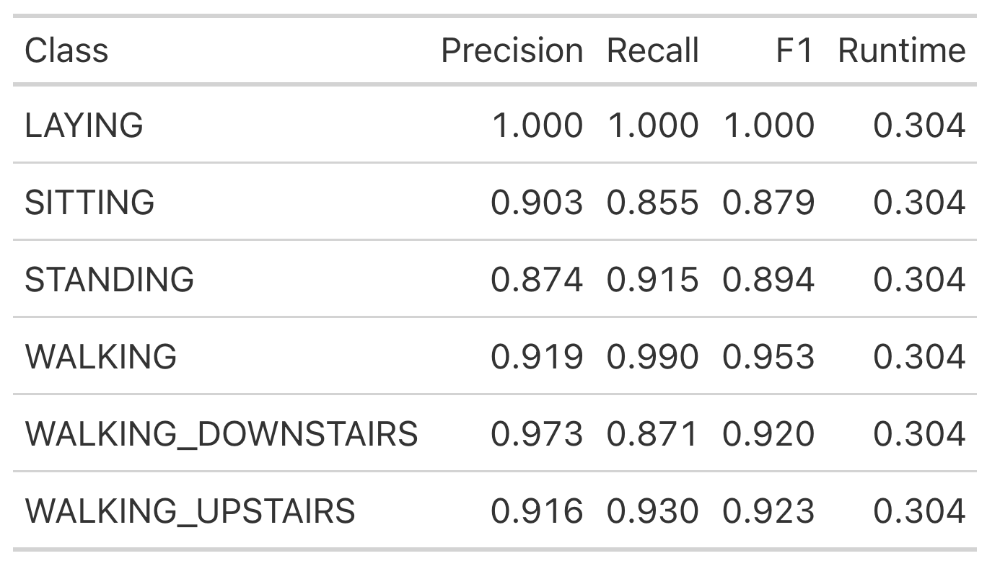 Class Precision Recall F1 Runtime
LAYING 1.000 1.000 1.000 0.304
SITTING 0.903 0.855 0.879 0.304
STANDING 0.874 0.915 0.894 0.304
WALKING 0.919 0.990 0.953 0.304
WALKING_DOWNSTAIRS 0.973 0.871 0.920 0.304
WALKING_UPSTAIRS 0.916 0.930 0.923 0.304